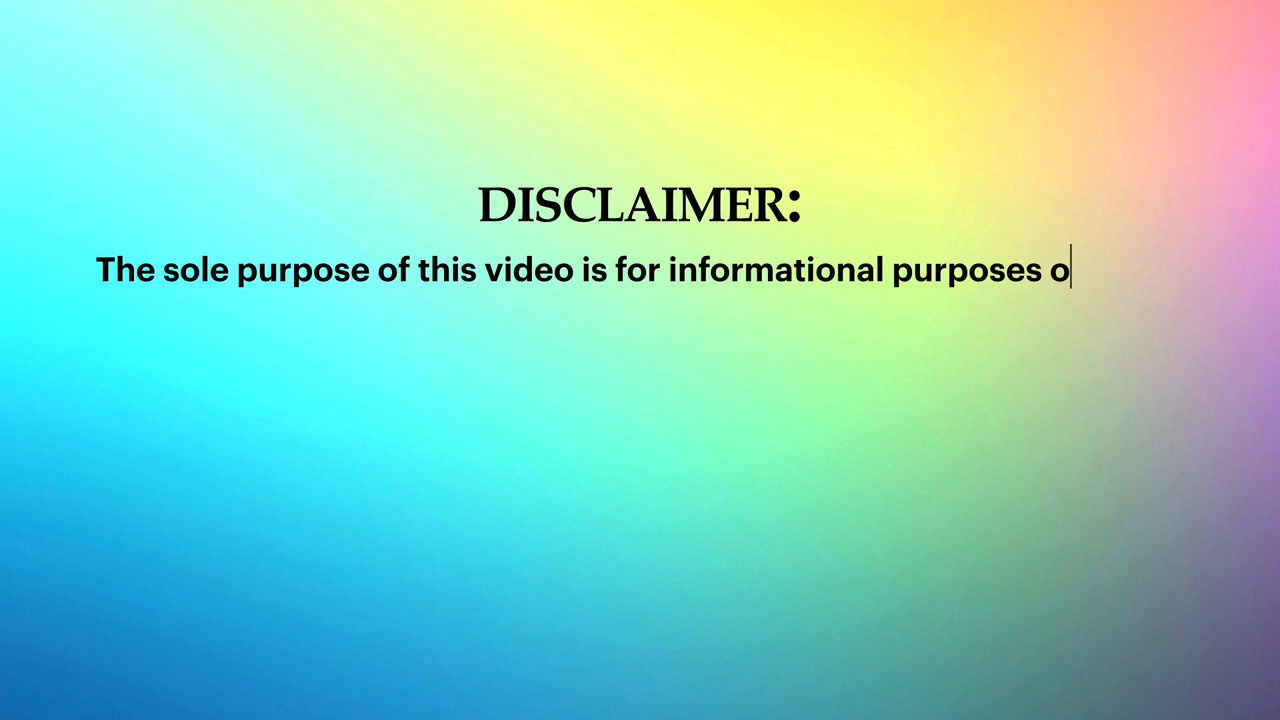 DISCLAIMER:
The sole purpose of this video is for informational purposes o